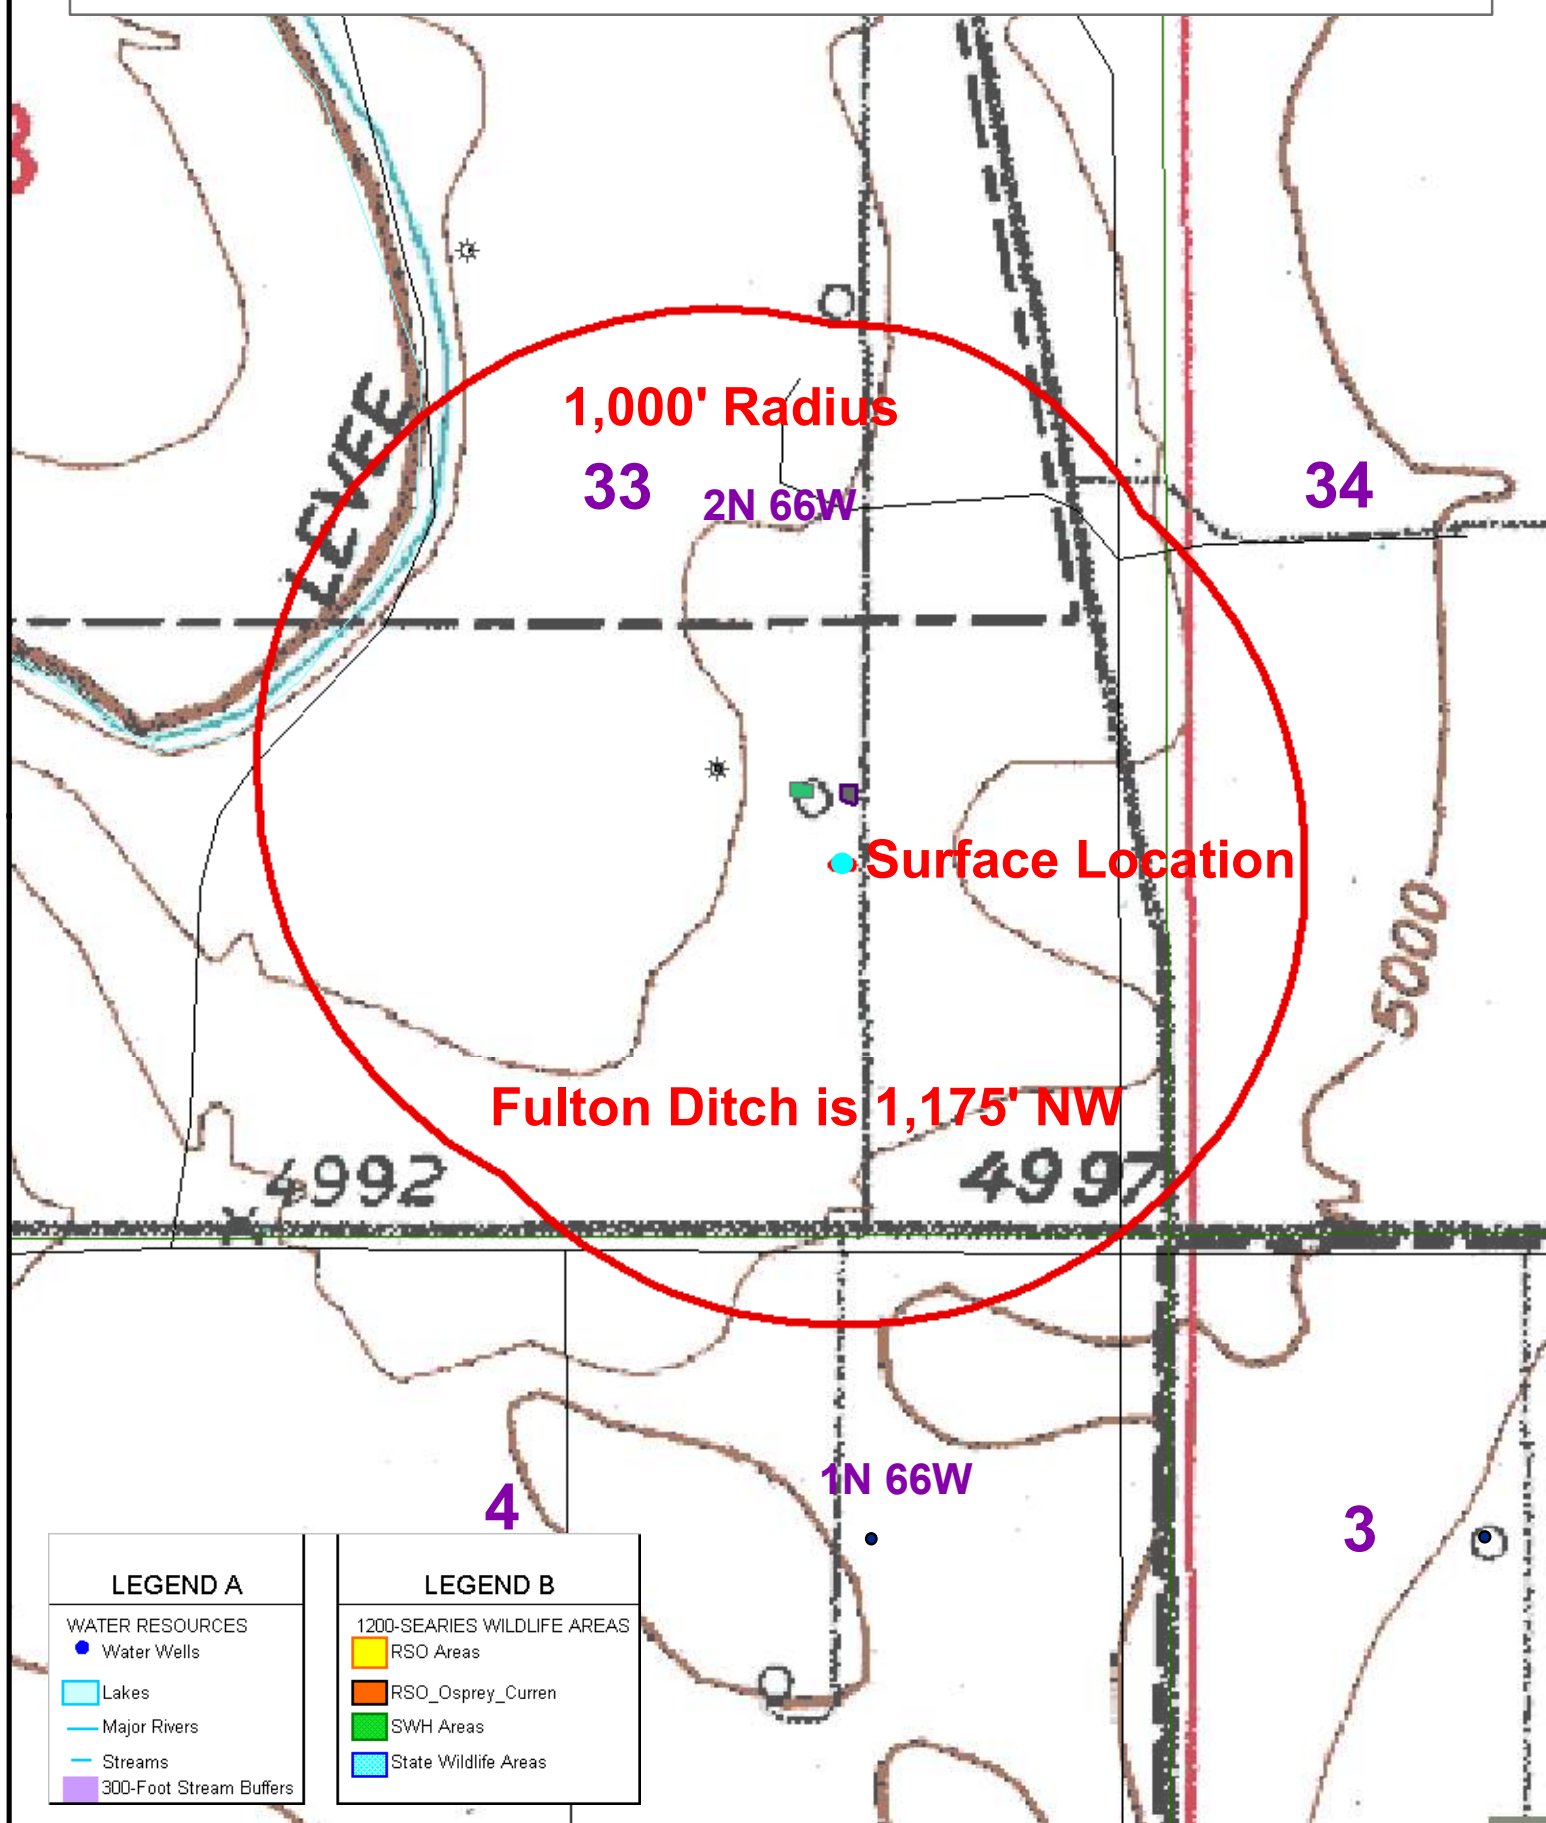 LEVEE
1,000' Radius
33
2N 66W
34
Surface Location
5000
Fulton Ditch is 1,175' NW
4992
4997
1N 66W
4
3
LEGEND A
WATER RESOURCES
Water Wells
Lakes
Major Rivers
Streams
300-Foot Stream Buffers
LEGEND B
1200-SEARIES WILDLIFE AREAS
RSO Areas
RSO_Osprey_Curren
SWH Areas
State Wildlife Areas